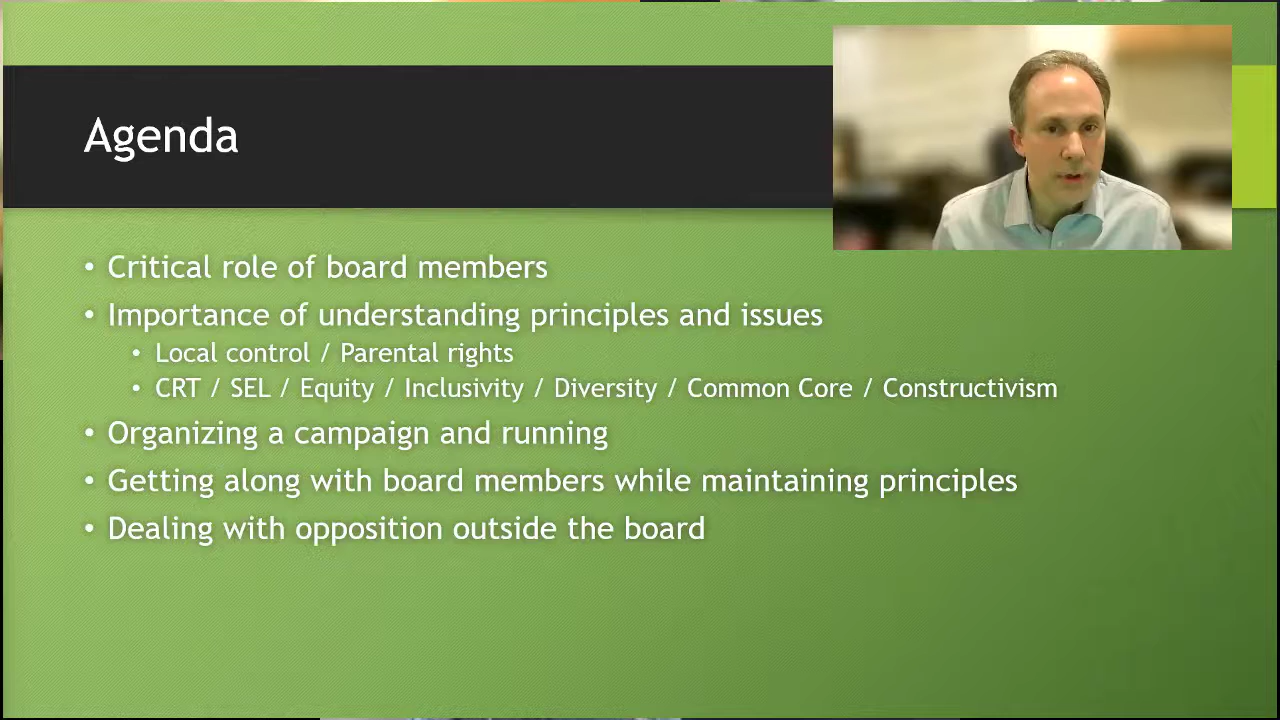 Agenda
• Critical role of board members
• Importance of understanding principles and issues
• Local control / Parental rights
• CRT / SEL / Equity / Inclusivity / Diversity / Common Core / Constructivism
• Organizing a campaign and running
• Getting along with board members while maintaining principles
• Dealing with opposition outside the board